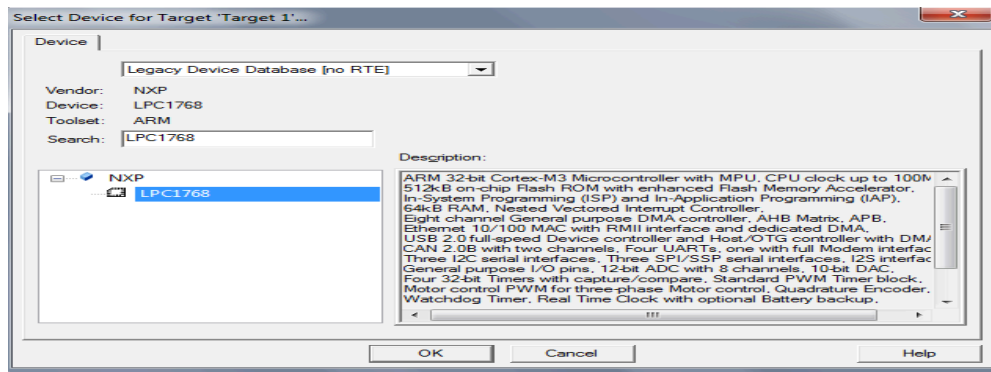 Select Device for Target 'Target 1'...
Device
Legacy Device Database [no RTE]
Vendor: NXP
Device: LPC1768
Toolset: ARM
Search: LPC1768
Description:
NXP
LPC1768
ARM 32-bit Cortex-M3 Microcontroller with MPU, CPU clock up to 100M
512kB on-chip Flash ROM with enhanced Flash Memory Accelerator,
In-System Programming (ISP) and In-Application Programming (IAP),
64kB RAM, Nested Vectored Interrupt Controller,
Eight channel General purpose DMA controller, AHB Matrix, APB,
Ethernet 10/100 MAC with RMII interface and dedicated DMA,
USB 2.0 full-speed Device controller and Host/OTG controller with DMA
CAN 2.0B with two channels, Four UARTs, one with full Modem interfac
Three I2C serial interfaces, Three SPI/SSP serial interfaces, I2S interfac
General purpose I/O pins, 12-bit ADC with 8 channels, 10-bit DAC,
Four 32-bit Timers with capture/compare, Standard PWM Timer block,
Motor control PWM for three-phase Motor control, Quadrature Encoder,
Watchdog Timer, Real Time Clock with optional Battery backup,
OK
Cancel
Help